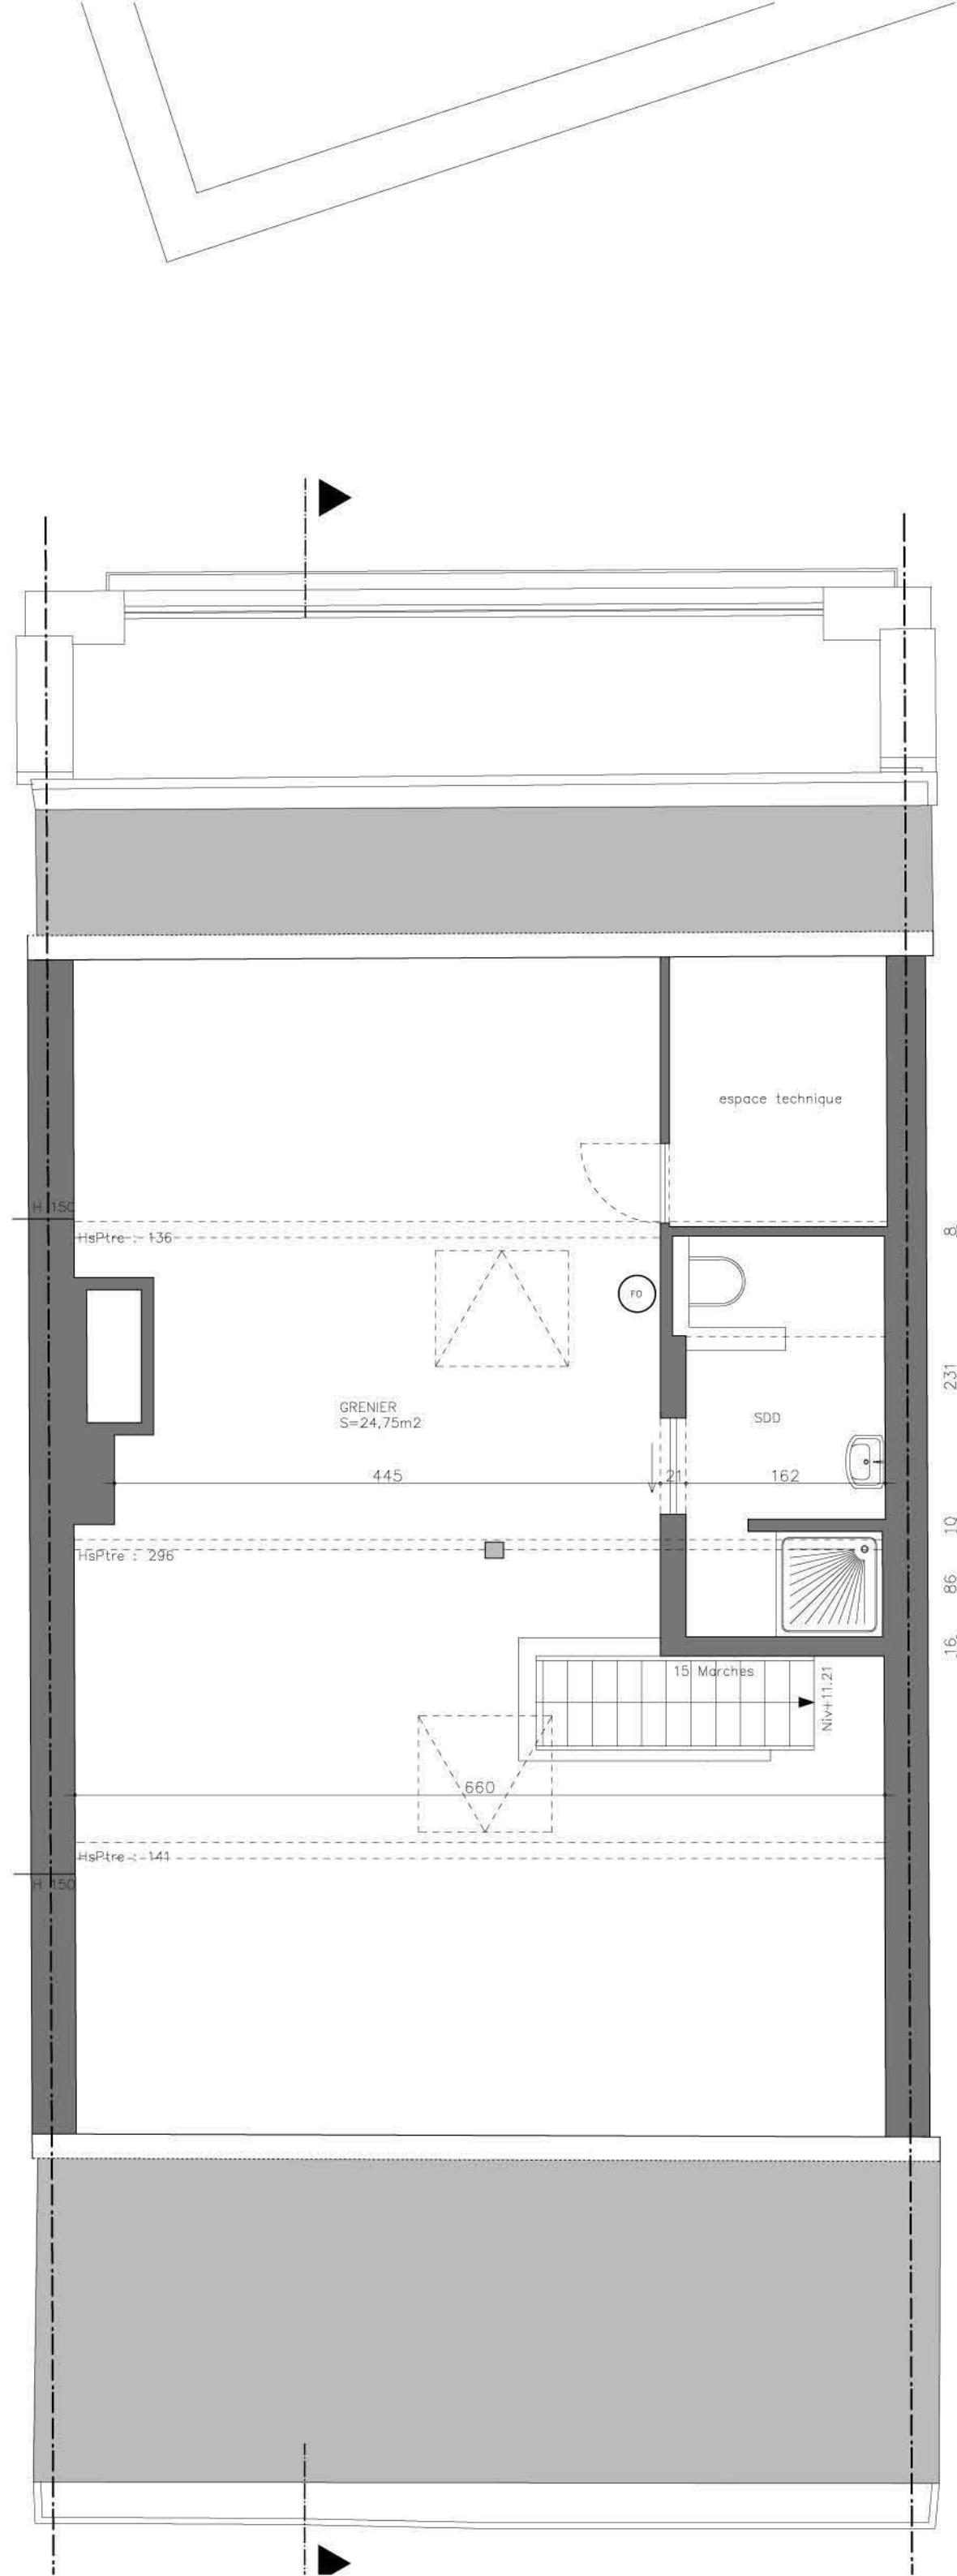 espace technique
H 150
HsPtre : 136
8
FO
231
GRENIER
S=24,75m2
SDD
445
21
162
10
HsPtre : 296
86
16
15 Marches
Niv+11.21
660
HsPtre : 141
H 150